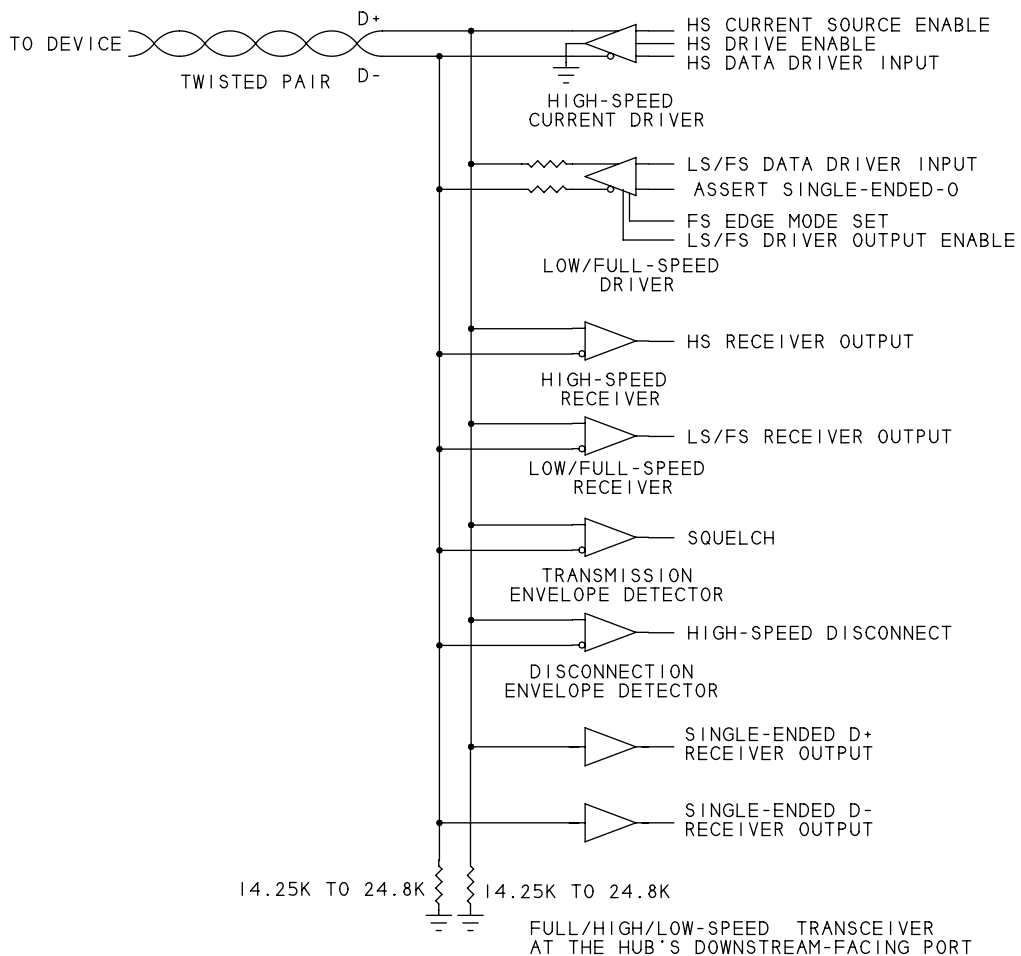 D+
TO DEVICE
TWISTED PAIR
D-
HS CURRENT SOURCE ENABLE
HS DRIVE ENABLE
HS DATA DRIVER INPUT
HIGH-SPEED
CURRENT DRIVER
LS/FS DATA DRIVER INPUT
ASSERT SINGLE-ENDED-0
FS EDGE MODE SET
LS/FS DRIVER OUTPUT ENABLE
LOW/FULL-SPEED
DRIVER
HS RECEIVER OUTPUT
HIGH-SPEED
RECEIVER
LS/FS RECEIVER OUTPUT
LOW/FULL-SPEED
RECEIVER
SQUELCH
TRANSMISSION
ENVELOPE DETECTOR
HIGH-SPEED DISCONNECT
DISCONNECTION
ENVELOPE DETECTOR
SINGLE-ENDED D+
RECEIVER OUTPUT
SINGLE-ENDED D-
RECEIVER OUTPUT
14.25K TO 24.8K
14.25K TO 24.8K
FULL/HIGH/LOW-SPEED TRANSCEIVER
AT THE HUB'S DOWNSTREAM-FACING PORT